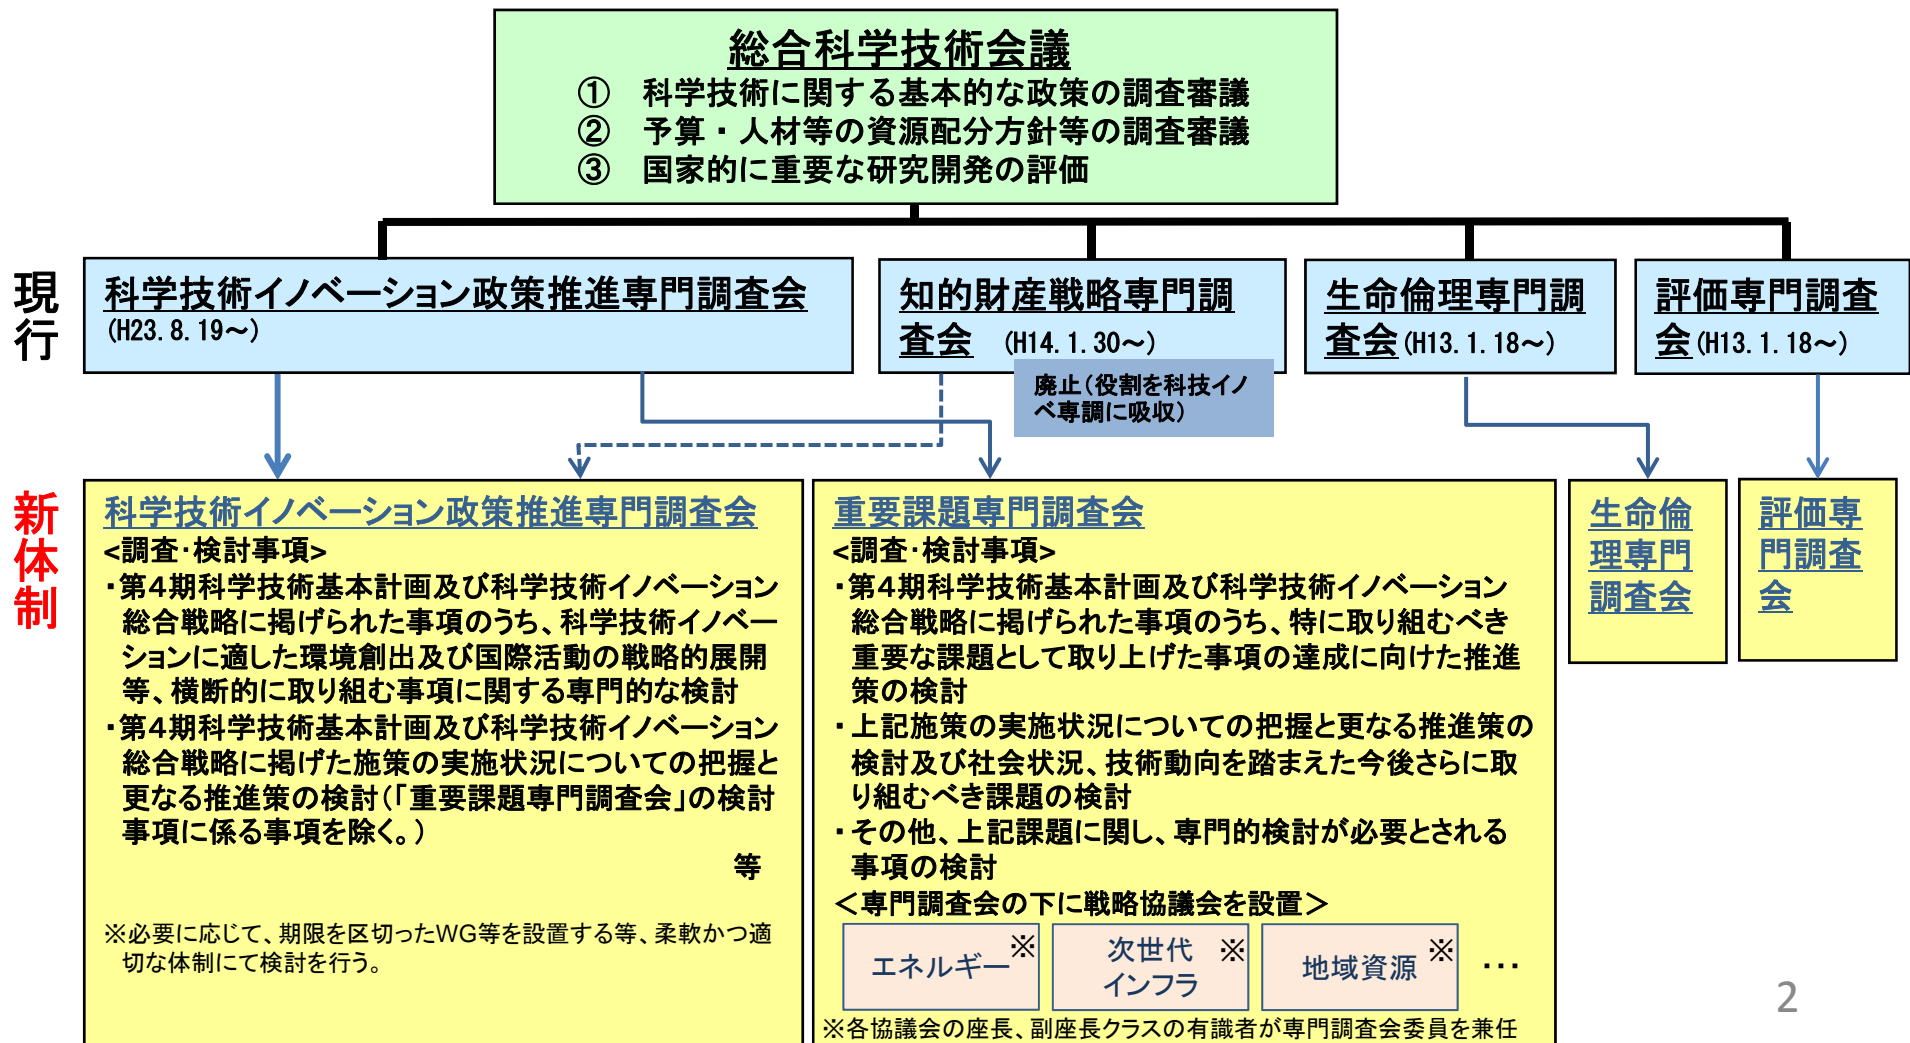 総合科学技術会議
① 科学技術に関する基本的な政策の調査審議
② 予算・人材等の資源配分方針等の調査審議
③ 国家的に重要な研究開発の評価
現行
科学技術イノベーション政策推進専門調査会
(H23.8.19～)
知的財産戦略専門調
査会 (H14.1.30～)
生命倫理専門調
査会(H13.1.18～)
評価専門調査
会(H13.1.18～)
廃止(役割を科技イノ
ベ専調に吸収)
新体制
科学技術イノベーション政策推進専門調査会
<調査・検討事項>
・第4期科学技術基本計画及び科学技術イノベーション
総合戦略に掲げられた事項のうち、科学技術イノベー
ションに適した環境創出及び国際活動の戦略的展開
等、横断的に取り組む事項に関する専門的な検討
・第4期科学技術基本計画及び科学技術イノベーション
総合戦略に掲げた施策の実施状況についての把握と
更なる推進策の検討(「重要課題専門調査会」の検討
事項に係る事項を除く。)
等
※必要に応じて、期限を区切ったWG等を設置する等、柔軟かつ適
切な体制にて検討を行う。
重要課題専門調査会
<調査・検討事項>
・第4期科学技術基本計画及び科学技術イノベーション
総合戦略に掲げられた事項のうち、特に取り組むべき
重要な課題として取り上げた事項の達成に向けた推進
策の検討
・上記施策の実施状況についての把握と更なる推進策の
検討及び社会状況、技術動向を踏まえた今後さらに取
り組むべき課題の検討
・その他、上記課題に関し、専門的検討が必要とされる
事項の検討
＜専門調査会の下に戦略協議会を設置＞
エネルギー※
次世代 ※
インフラ
地域資源 ※
・・・
※各協議会の座長、副座長クラスの有識者が専門調査会委員を兼任
生命倫
理専門
調査会
評価専
門調査
会
2